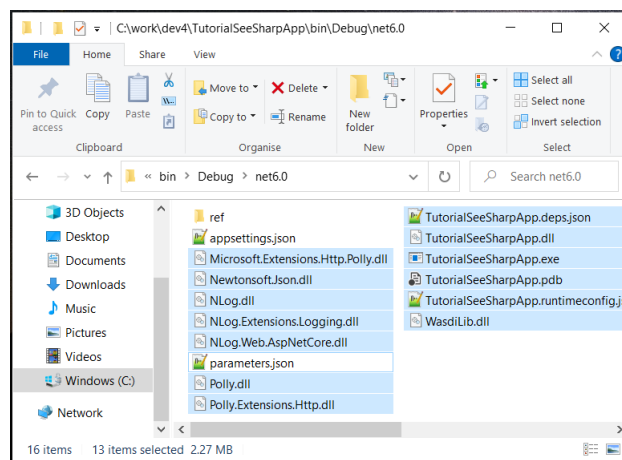 C:\work\dev4\TutorialSeeSharpApp\bin\Debug\net6.0
File Home Share View
Pin to Quick access
Copy
Paste
Move to
Copy to
Delete
Rename
New folder
Properties
Select all
Select none
Invert selection
Clipboard Organise New Open Select
« bin > Debug > net6.0
Search net6.0
3D Objects
Desktop
Documents
Downloads
Music
Pictures
Videos
Windows (C:)
Network
ref
appsettings.json
Microsoft.Extensions.Http.Polly.dll
Newtonsoft.Json.dll
NLog.dll
NLog.Extensions.Logging.dll
NLog.Web.AspNetCore.dll
parameters.json
Polly.dll
Polly.Extensions.Http.dll
TutorialSeeSharpApp.deps.json
TutorialSeeSharpApp.dll
TutorialSeeSharpApp.exe
TutorialSeeSharpApp.pdb
TutorialSeeSharpApp.runtimeconfig.j
WasdiLib.dll
16 items 13 items selected 2.27 MB